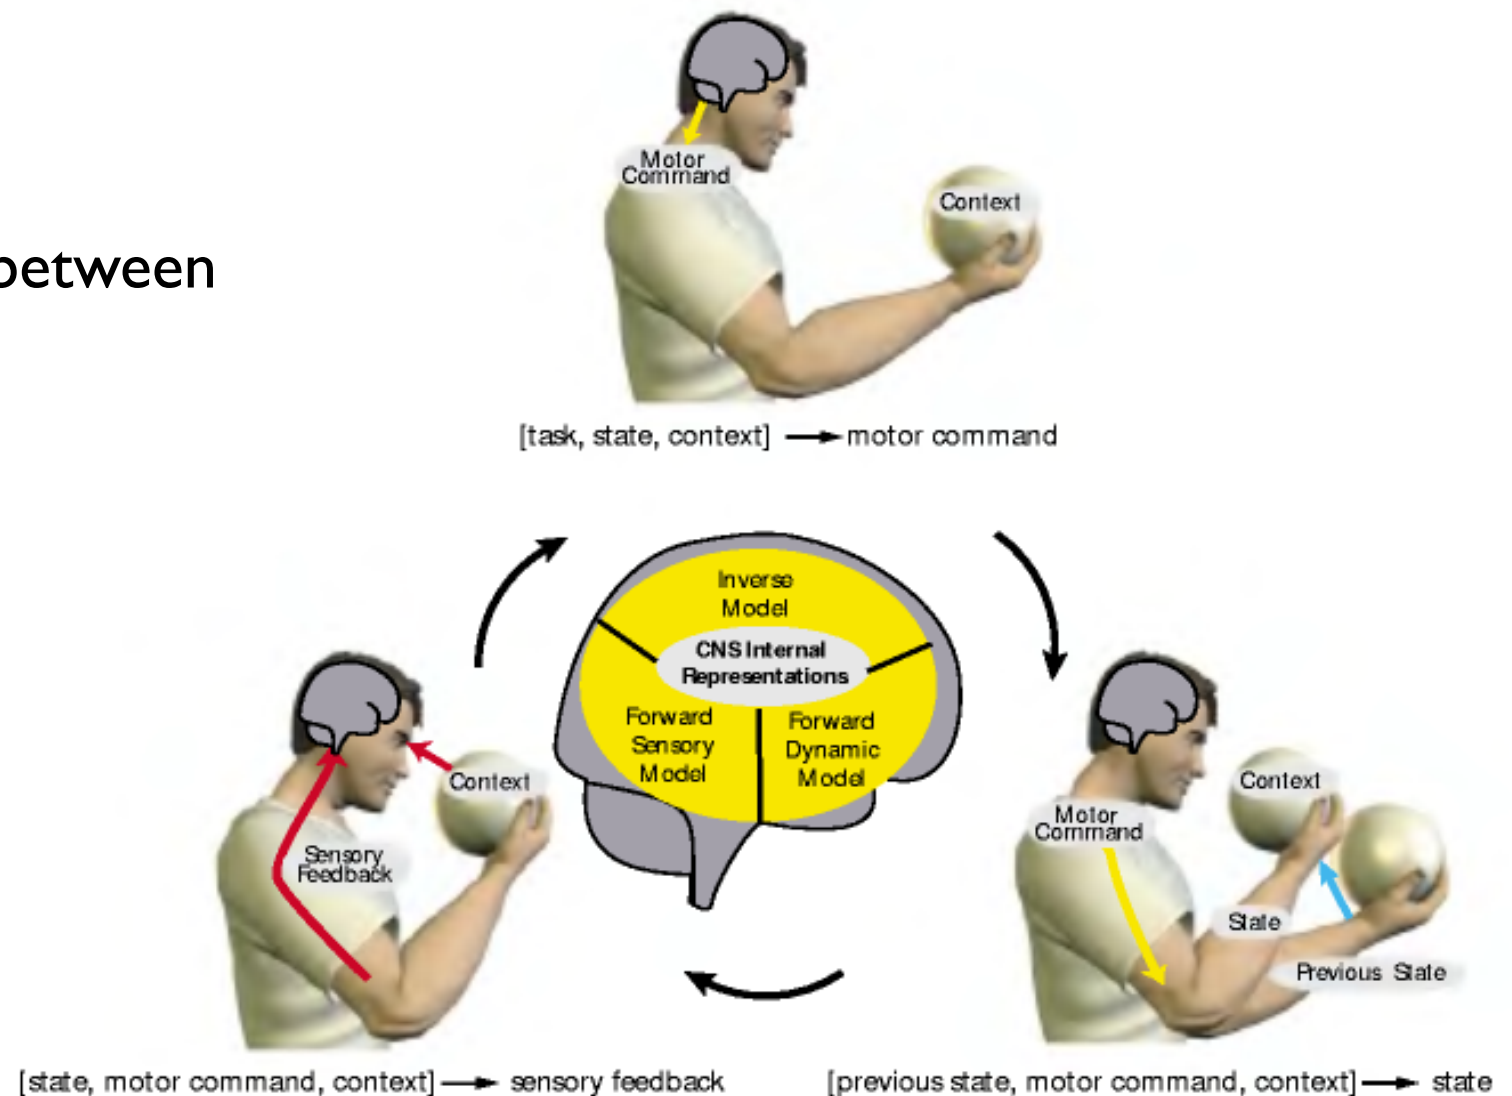 between
Motor
Command
Context
[task, state, context] → motor command
Inverse
Model
CNS Internal
Representations
Forward
Sensory
Model
Forward
Dynamic
Model
Context
Sensory
Feedback
Context
Motor
Command
State
Previous State
[state, motor command, context] → sensory feedback
[previous state, motor command, context] → state